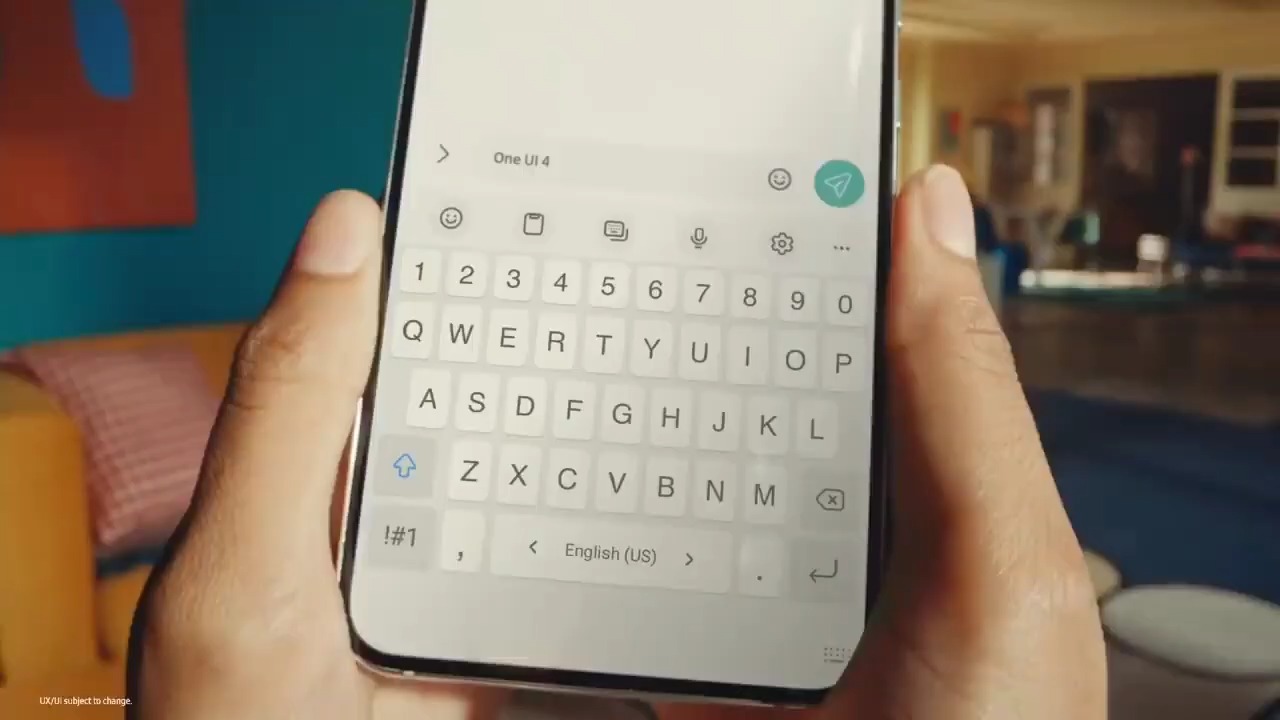 One UI 4
1 2 3 4 5 6 7 8 9 0
Q W E R T Y U I O P
A S D F G H J K L
Z X C V B N M
!#1 , < English (US) > .
UX/UI subject to change.